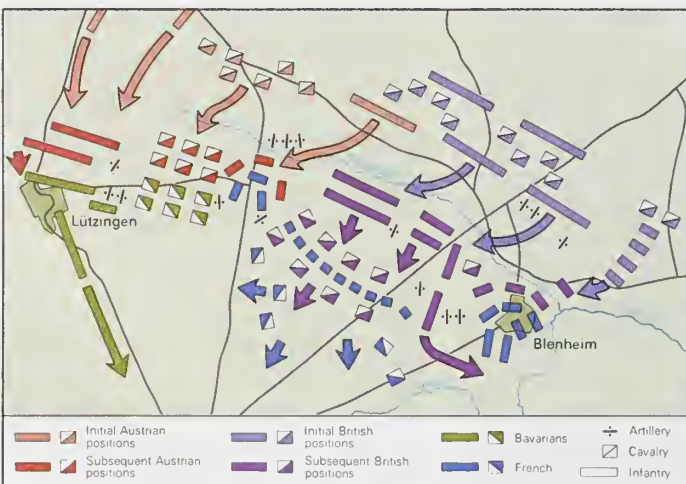 Lützingen
Blenheim
Initial Austrian
positions
Subsequent Austrian
positions
Initial British
positions
Subsequent British
positions
Bavarians
French
Artillery
Cavalry
Infantry